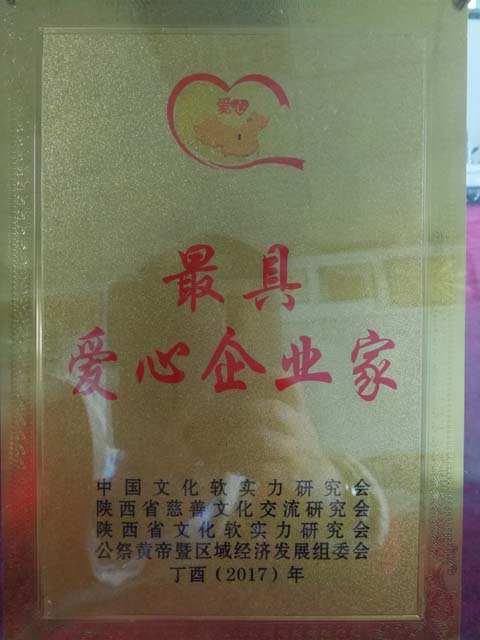 最具
爱心企业家
中国文化软实力研究会
陕西省慈善文化交流研究会
陕西省文化软实力研究会
公祭黄帝暨区域经济发展组委会
丁酉（2017）年